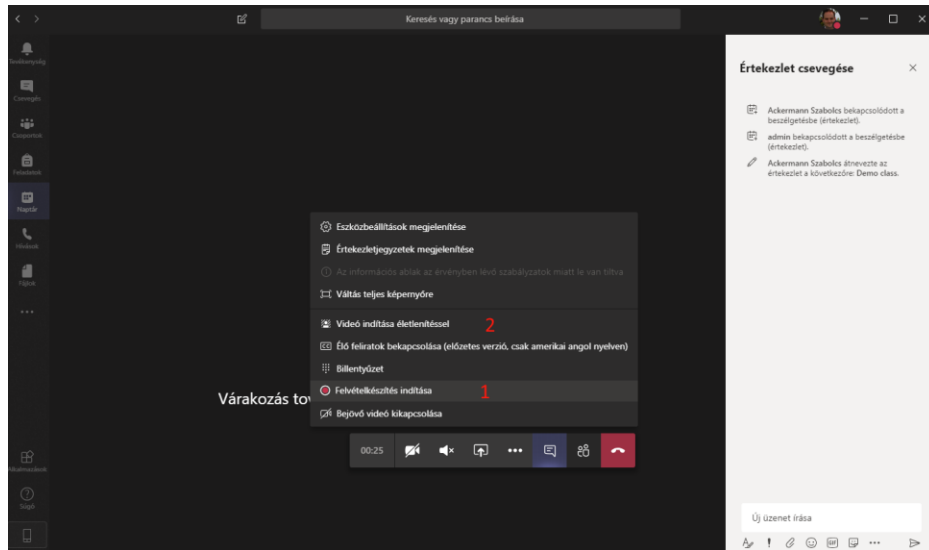 Keresés vagy parancs beírása
Tevékenység
Csevegés
Csoportok
Feladatok
Naptár
Hívások
Fájlok
Alkalmazások
Súgó
Eszközbeállítások megjelenítése
Értekezletjegyzetek megjelenítése
Az információs ablak az érvényben lévő szabályzatok miatt le van tiltva
Váltás teljes képernyőre
Videó indítása életlenítéssel 2
CC Élő feliratok bekapcsolása (előzetes verzió, csak amerikai angol nyelven)
Billentyűzet
Felvételkészítés indítása 1
Bejövő videó kikapcsolása
Várakozás
00:25
Értekezlet csevegése
Ackermann Szabolcs bekapcsolódott a
beszélgetésbe (értekezlet).
admin bekapcsolódott a beszélgetésbe
(értekezlet).
Ackermann Szabolcs átnevezte az
értekezlet a következőre: Demo class.
Új üzenet írása
GIF